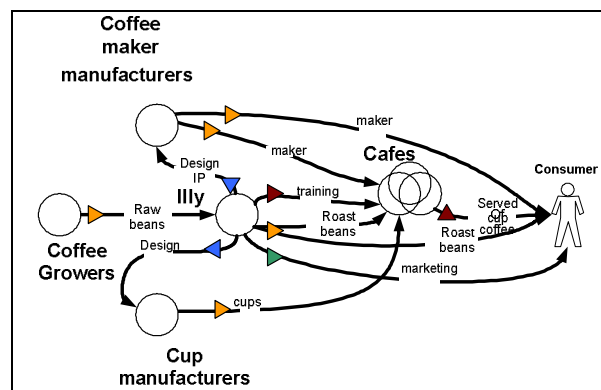 Coffee
maker
manufacturers
maker
maker
Cafes
Consumer
Design
IP
Illy
training
Raw
beans
Roast
beans
Served
cup
Of
coffee
Roast
beans
Coffee
Growers
Design
marketing
cups
Cup
manufacturers